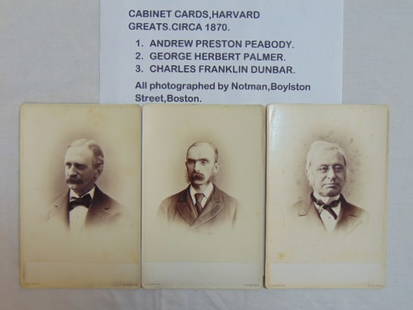 CABINET CARDS,HARVARD
GREATS.CIRCA 1870.
1. ANDREW PRESTON PEABODY.
2. GEORGE HERBERT PALMER.
3. CHARLES FRANKLIN DUNBAR.
All photographed by Notman,Boylston
Street,Boston.